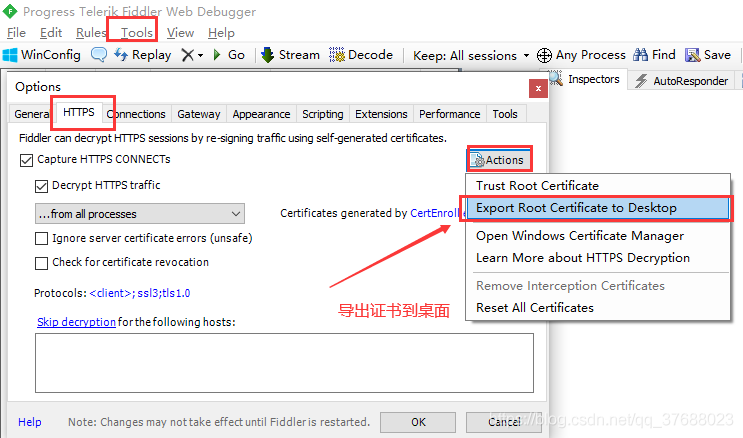 Progress Telerik Fiddler Web Debugger
File Edit Rules Tools View Help
WinConfig Replay Go Stream Decode Keep: All sessions Any Process Find Save
Inspectors AutoResponder
Options
General HTTPS Connections Gateway Appearance Scripting Extensions Performance Tools
Fiddler can decrypt HTTPS sessions by re-signing traffic using self-generated certificates.
Capture HTTPS CONNECTs
Actions
Decrypt HTTPS traffic
Trust Root Certificate
...from all processes
Certificates generated by CertEnroll
Export Root Certificate to Desktop
Ignore server certificate errors (unsafe)
Open Windows Certificate Manager
Check for certificate revocation
Learn More about HTTPS Decryption
Remove Interception Certificates
Protocols: <client>;ssl3;tls1.0
导出证书到桌面
Reset All Certificates
Skip decryption for the following hosts:
Help Note: Changes may not take effect until Fiddler is restarted. OK Cancel
https://blog.csdn.net/qq_37688023